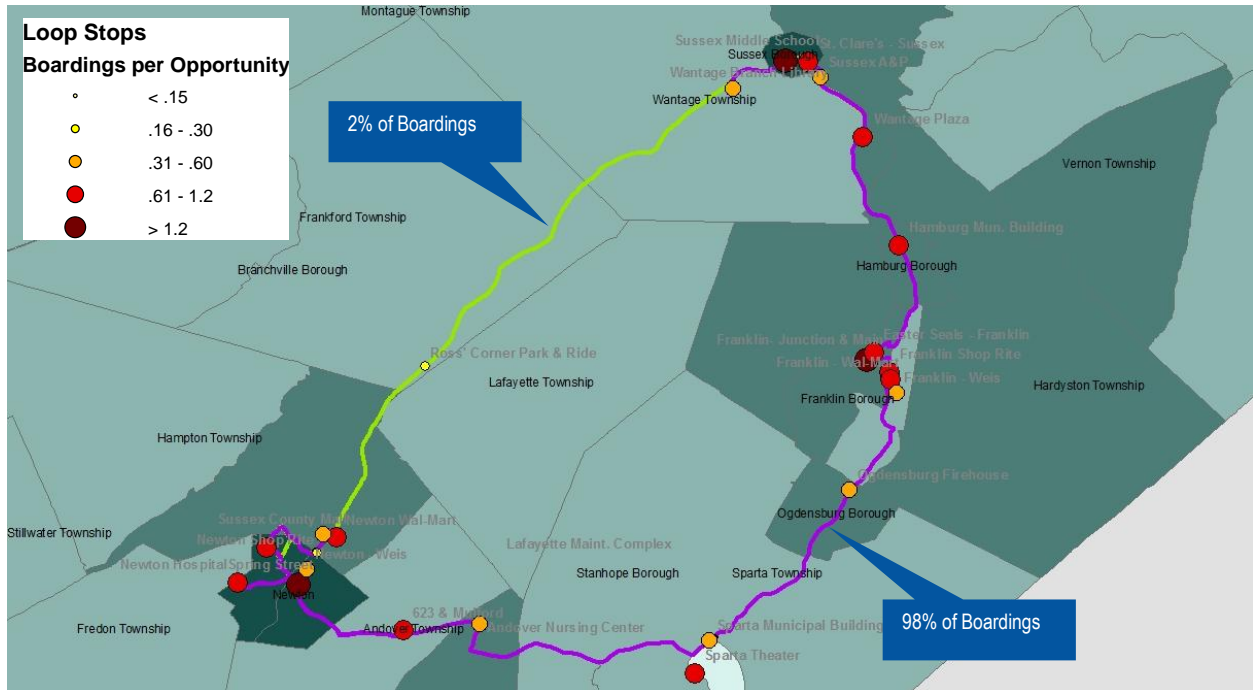 Loop Stops
Boardings per Opportunity
< .15
.16 - .30
.31 - .60
.61 - 1.2
> 1.2
Montague Township
Sussex Middle School
St. Clare's - Sussex
Sussex Borough
Sussex A&P
Wantage Branch Library
Wantage Township
2% of Boardings
Wantage Plaza
Vernon Township
Frankford Township
Hamburg Mun. Building
Branchville Borough
Hamburg Borough
Franklin- Junction & Main
Easter Seals - Franklin
Ross' Corner Park & Ride
Franklin - Wal-Mart
Franklin Shop Rite
Lafayette Township
Franklin - Weis
Hardyston Township
Franklin Borough
Hampton Township
Ogdensburg Firehouse
Ogdensburg Borough
Sussex County
Newton Wal-Mart
Stillwater Township
Newton Shop Rite
Newton - Weis
Lafayette Maint. Complex
Newton Hospital
Spring Street
Stanhope Borough
Sparta Township
Newton
623 & Mulford
Fredon Township
Andover Township
Andover Nursing Center
Sparta Municipal Building
98% of Boardings
Sparta Theater